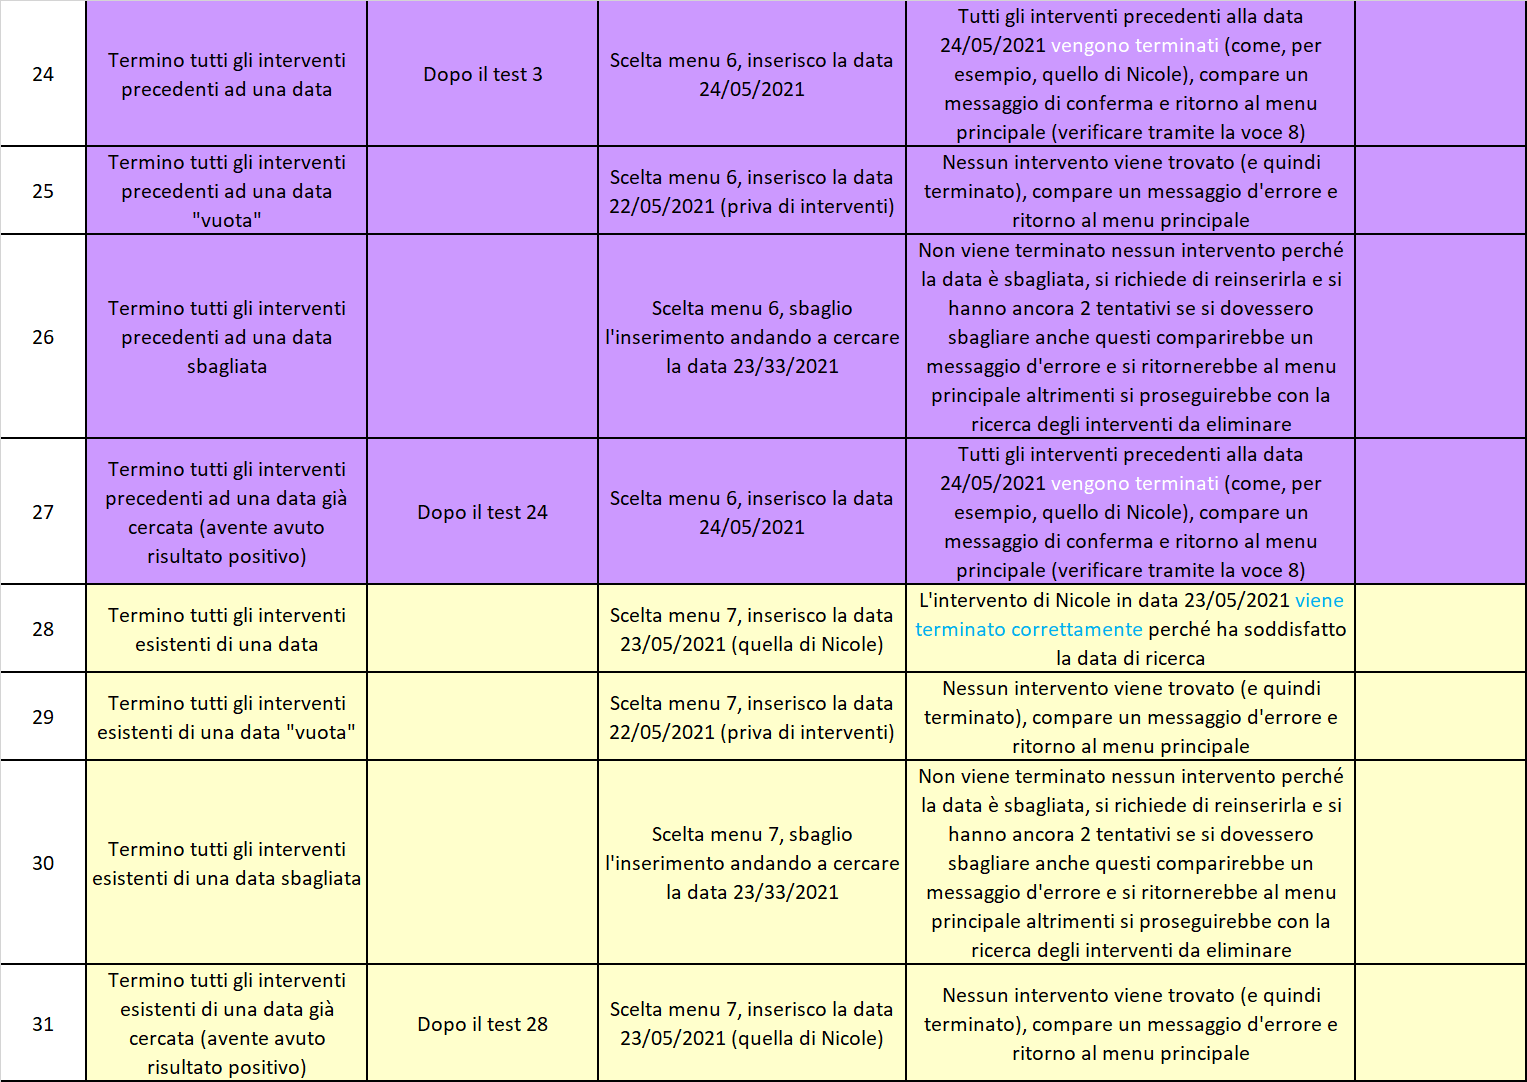 24
Termino tutti gli interventi
precedenti ad una data
Dopo il test 3
Scelta menu 6, inserisco la data
24/05/2021
Tutti gli interventi precedenti alla data
24/05/2021 vengono terminati (come, per
esempio, quello di Nicole), compare un
messaggio di conferma e ritorno al menu
principale (verificare tramite la voce 8)
25
Termino tutti gli interventi
precedenti ad una data
"vuota"
Scelta menu 6, inserisco la data
22/05/2021 (priva di interventi)
Nessun intervento viene trovato (e quindi
terminato), compare un messaggio d'errore e
ritorno al menu principale
26
Termino tutti gli interventi
precedenti ad una data
sbagliata
Scelta menu 6, sbaglio
l'inserimento andando a cercare
la data 23/33/2021
Non viene terminato nessun intervento perché
la data è sbagliata, si richiede di reinserirla e si
hanno ancora 2 tentativi se si dovessero
sbagliare anche questi comparirebbe un
messaggio d'errore e si ritornerebbe al menu
principale altrimenti si proseguirebbe con la
ricerca degli interventi da eliminare
27
Termino tutti gli interventi
precedenti ad una data già
cercata (avente avuto
risultato positivo)
Dopo il test 24
Scelta menu 6, inserisco la data
24/05/2021
Tutti gli interventi precedenti alla data
24/05/2021 vengono terminati (come, per
esempio, quello di Nicole), compare un
messaggio di conferma e ritorno al menu
principale (verificare tramite la voce 8)
28
Termino tutti gli interventi
esistenti di una data
Scelta menu 7, inserisco la data
23/05/2021 (quella di Nicole)
L'intervento di Nicole in data 23/05/2021 viene
terminato correttamente perché ha soddisfatto
la data di ricerca
29
Termino tutti gli interventi
esistenti di una data "vuota"
Scelta menu 7, inserisco la data
22/05/2021 (priva di interventi)
Nessun intervento viene trovato (e quindi
terminato), compare un messaggio d'errore e
ritorno al menu principale
30
Termino tutti gli interventi
esistenti di una data sbagliata
Scelta menu 7, sbaglio
l'inserimento andando a cercare
la data 23/33/2021
Non viene terminato nessun intervento perché
la data è sbagliata, si richiede di reinserirla e si
hanno ancora 2 tentativi se si dovessero
sbagliare anche questi comparirebbe un
messaggio d'errore e si ritornerebbe al menu
principale altrimenti si proseguirebbe con la
ricerca degli interventi da eliminare
31
Termino tutti gli interventi
esistenti di una data già
cercata (avente avuto
risultato positivo)
Dopo il test 28
Scelta menu 7, inserisco la data
23/05/2021 (quella di Nicole)
Nessun intervento viene trovato (e quindi
terminato), compare un messaggio d'errore e
ritorno al menu principale